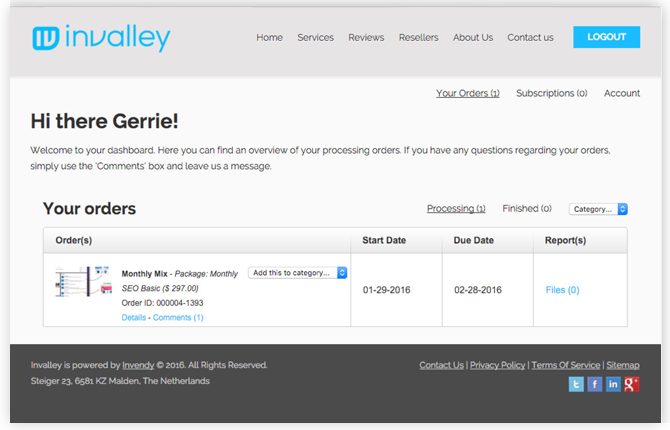 invalley
Home Services Reviews Resellers About Us Contact us LOGOUT
Your Orders (1) Subscriptions (0) Account
Hi there Gerrie!
Welcome to your dashboard. Here you can find an overview of your processing orders. If you have any questions regarding your orders,
simply use the 'Comments' box and leave us a message.
Your orders Processing (1) Finished (0) Category...
Order(s) Start Date Due Date Report(s)
Monthly Mix - Package: Monthly Add this to category...
SEO Basic ($ 297.00)
Order ID: 000004-1393
Details - Comments (1)
01-29-2016 02-28-2016 Files (0)
Invalley is powered by Invendy © 2016. All Rights Reserved. Contact Us | Privacy Policy | Terms Of Service | Sitemap
Steiger 23, 6581 KZ Malden, The Netherlands